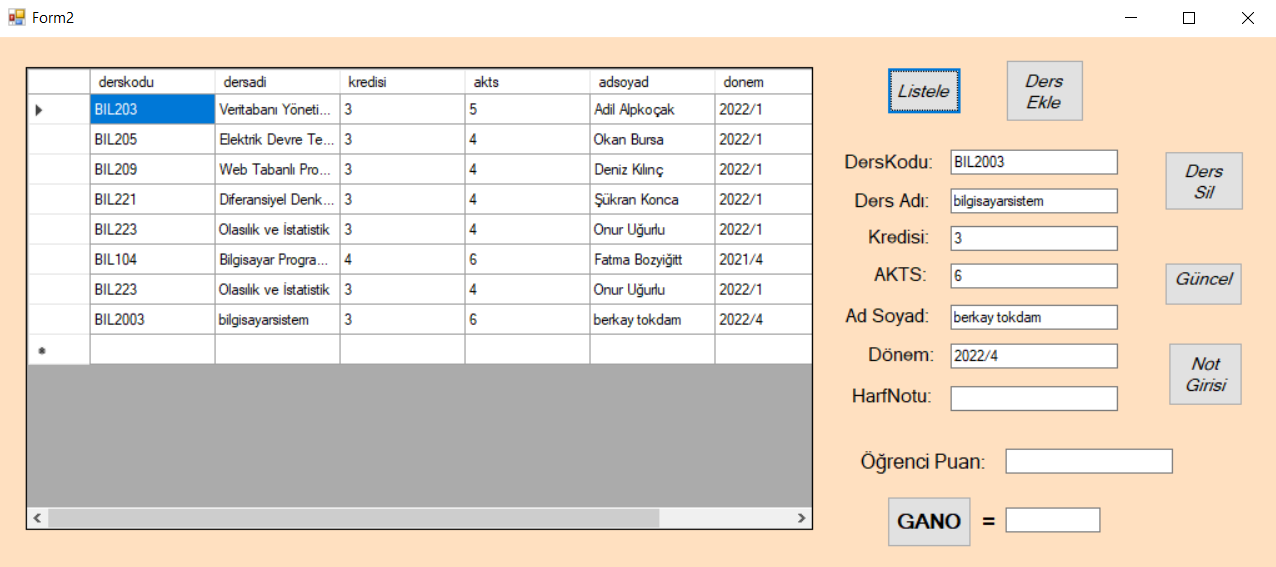 Form2
derskodu dersadi kredisi akts adsoyad donem
BIL203 Veritabanı Yöneti... 3 5 Adil Alpkoçak 2022/1
BIL205 Elektrik Devre Te... 3 4 Okan Bursa 2022/1
BIL209 Web Tabanlı Pro... 3 4 Deniz Kılınç 2022/1
BIL221 Diferansiyel Denk... 3 4 Şükran Konca 2022/1
BIL223 Olasılık ve İstatistik 3 4 Onur Uğurlu 2022/1
BIL104 Bilgisayar Progra... 4 6 Fatma Bozyiğitt 2021/4
BIL223 Olasılık ve İstatistik 3 4 Onur Uğurlu 2022/1
BIL2003 bilgisayarsistem 3 6 berkay tokdam 2022/4
Listele
Ders
Ekle
DersKodu: BIL2003
Ders Adı: bilgisayarsistem
Kredisi: 3
AKTS: 6
Ad Soyad: berkay tokdam
Dönem: 2022/4
HarfNotu:
Ders
Sil
Güncel
Not
Girisi
Öğrenci Puan:
GANO =